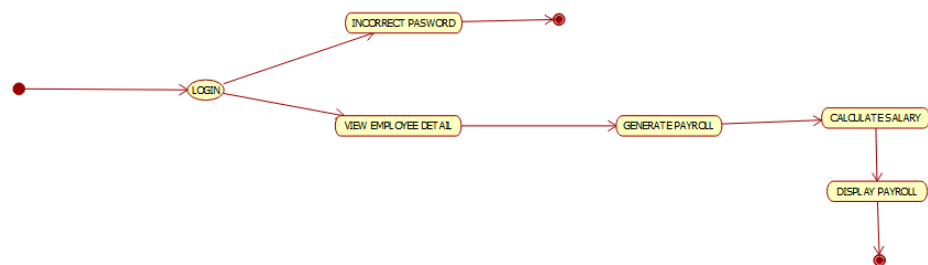 INCORRECT PASWORD
LOGIN
VIEW EMPLOYEE DETAIL
GENERATE PAYROLL
CALCULATE SALARY
DISPLAY PAYROLL